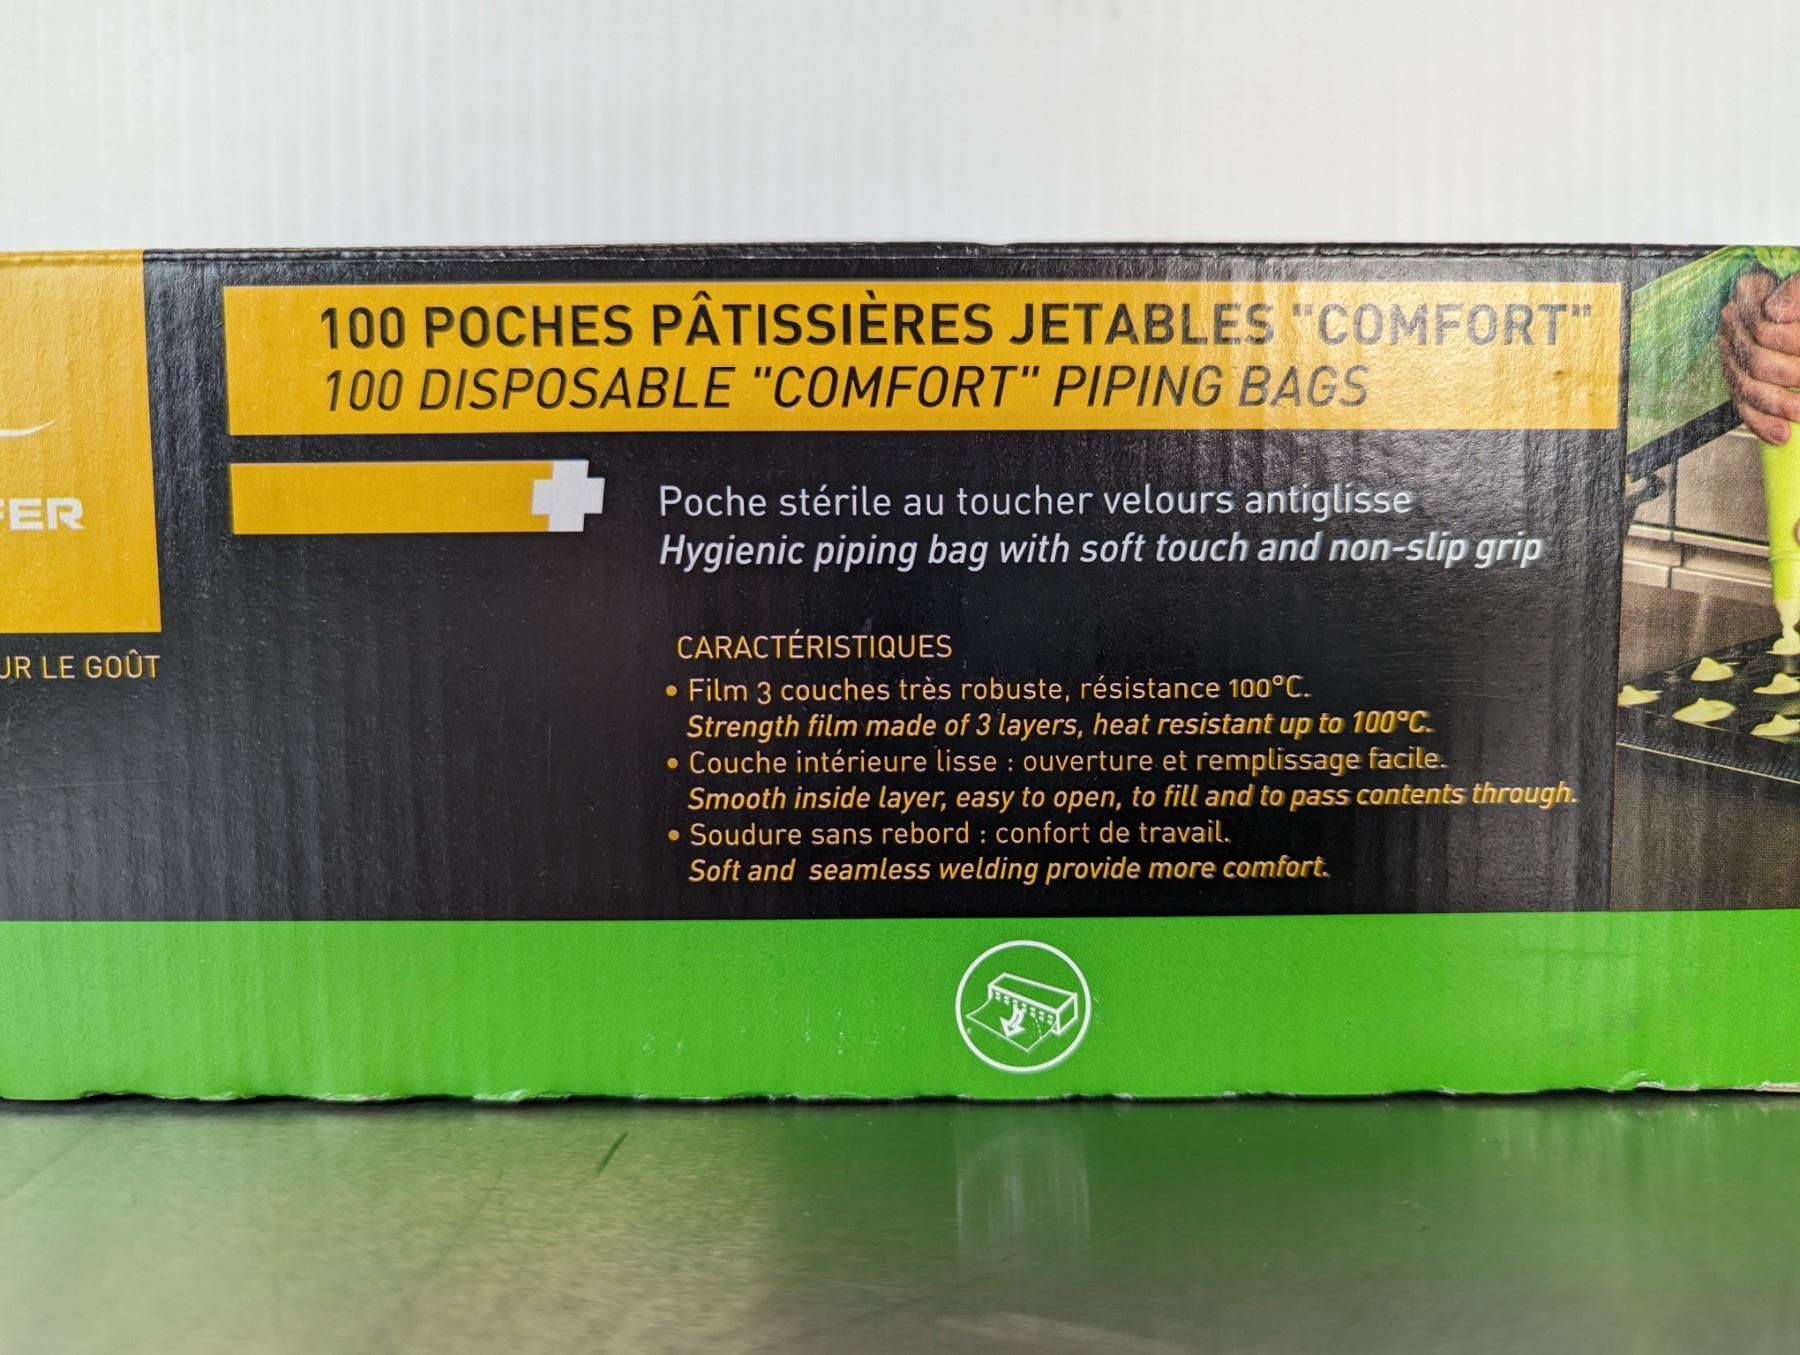 100 POCHES PÂTISSIÈRES JETABLES "COMFORT"
100 DISPOSABLE "COMFORT" PIPING BAGS
FER
UR LE GOÛT
Poche stérile au toucher velours antiglisse
Hygienic piping bag with soft touch and non-slip grip
CARACTÉRISTIQUES
• Film 3 couches très robuste, résistance 100°C.
Strength film made of 3 layers, heat resistant up to 100°C.
• Couche intérieure lisse : ouverture et remplissage facile.
Smooth inside layer, easy to open, to fill and to pass contents through.
• Soudure sans rebord : confort de travail.
Soft and seamless welding provide more comfort.